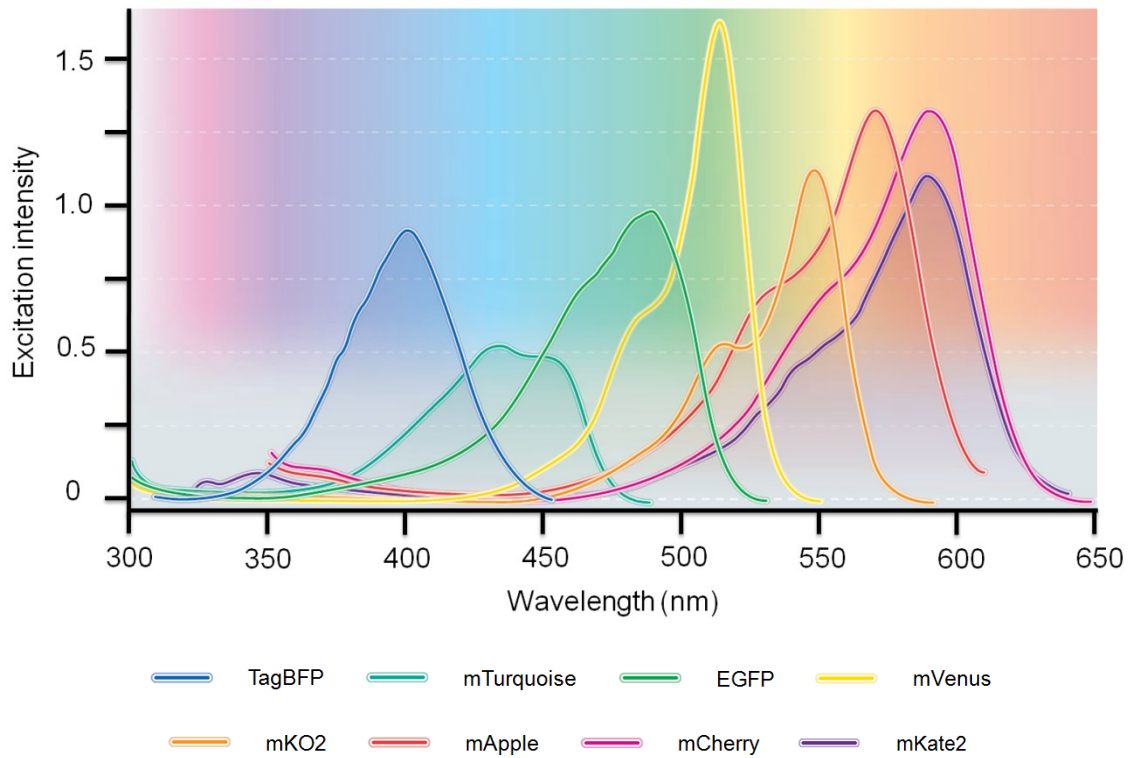 Excitation intensity
1.5
1.0
0.5
0
300 350 400 450 500 550 600 650
Wavelength (nm)
TagBFP mTurquoise EGFP mVenus
mKO2 mApple mCherry mKate2